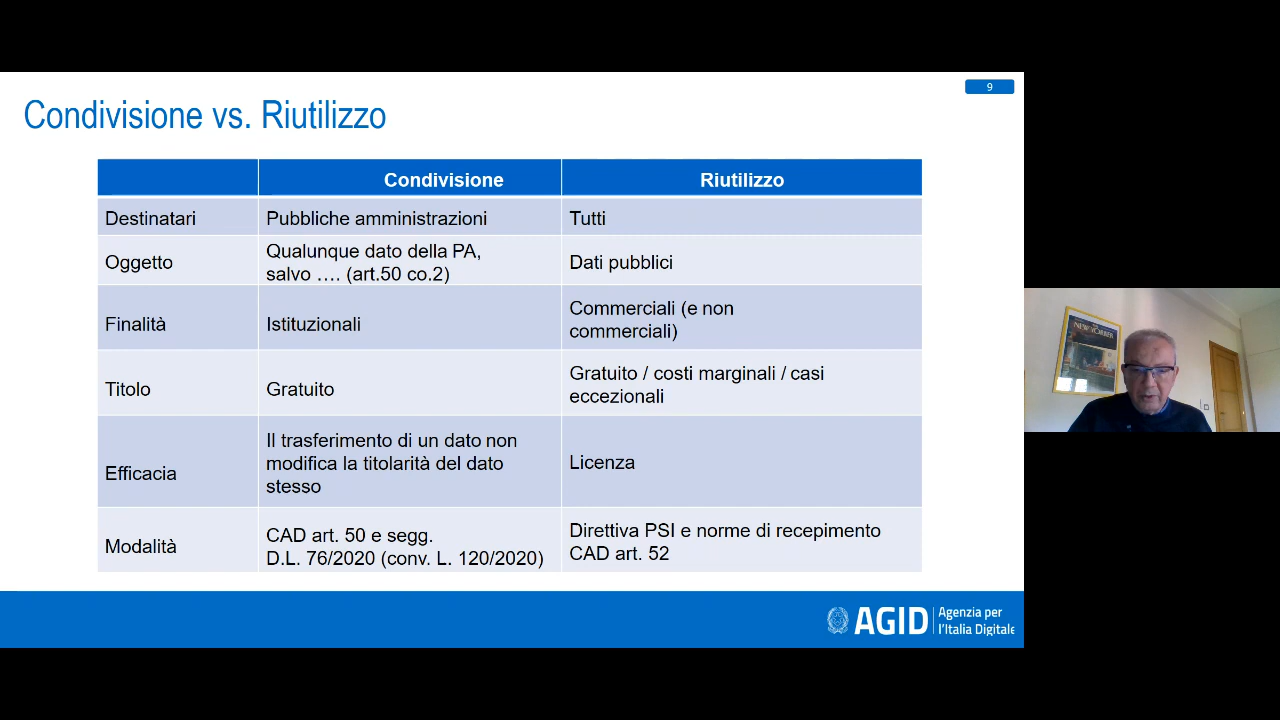 9
Condivisione vs. Riutilizzo
Condivisione
Riutilizzo
Destinatari
Pubbliche amministrazioni
Tutti
Oggetto
Qualunque dato della PA,
salvo …. (art.50 co.2)
Dati pubblici
Finalità
Istituzionali
Commerciali (e non
commerciali)
Titolo
Gratuito
Gratuito / costi marginali / casi
eccezionali
Efficacia
Il trasferimento di un dato non
modifica la titolarità del dato
stesso
Licenza
Modalità
CAD art. 50 e segg.
D.L. 76/2020 (conv. L. 120/2020)
Direttiva PSI e norme di recepimento
CAD art. 52
AGID
Agenzia per
l'Italia Digitale
NEW YORKER